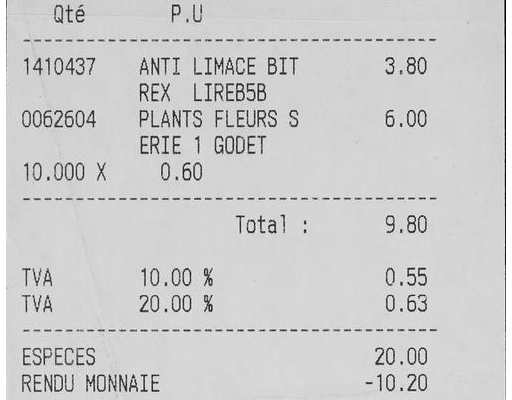 Qté P.U
1410437 ANTI LIMACE BIT 3.80
REX LIREB5B
0062604 PLANTS FLEURS S 6.00
ERIE 1 GODET
10.000 X 0.60
Total : 9.80
TVA 10.00 % 0.55
TVA 20.00 % 0.63
ESPECES 20.00
RENDU MONNAIE -10.20